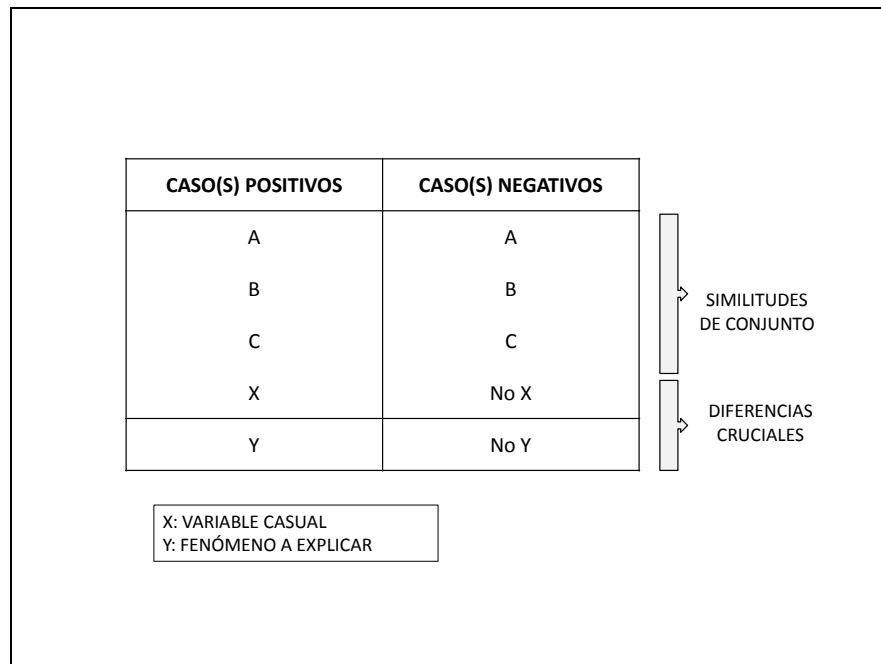 CASO(S) POSITIVOS CASO(S) NEGATIVOS
A A
B B
C C
X No X
Y No Y
SIMILITUDES
DE CONJUNTO
DIFERENCIAS
CRUCIALES
X: VARIABLE CASUAL
Y: FENÓMENO A EXPLICAR